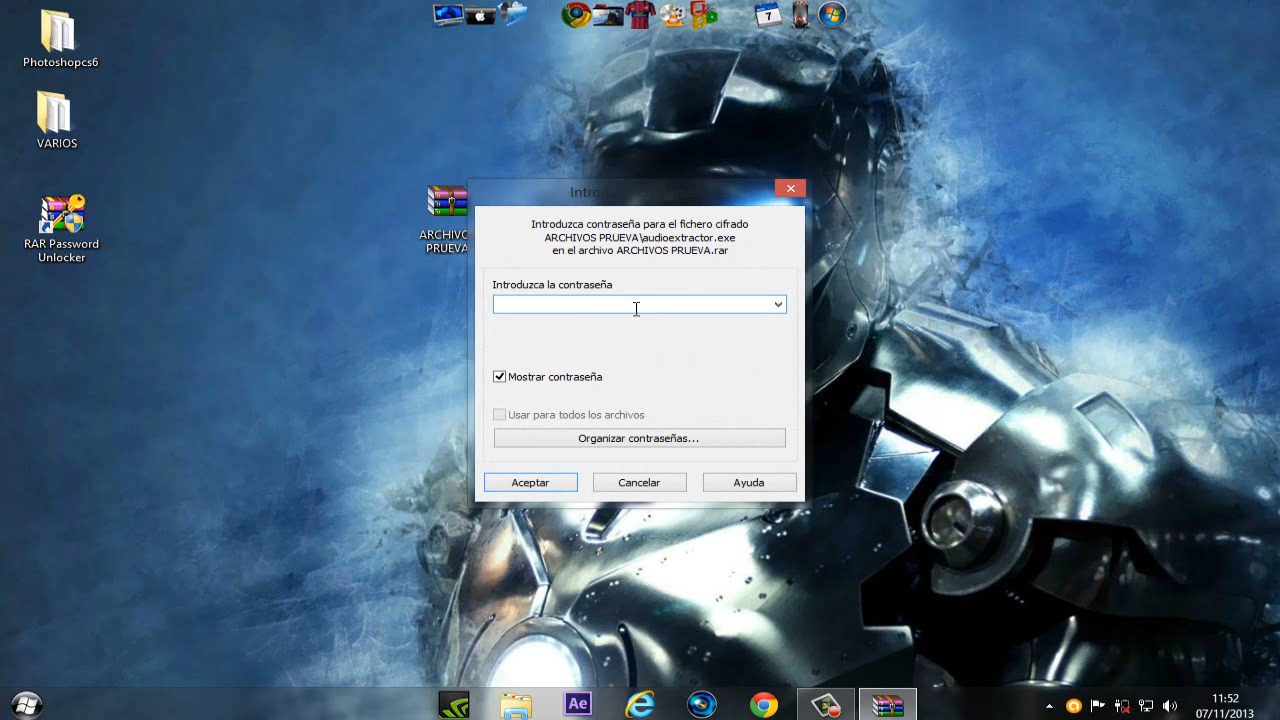 Photoshopcs6
VARIOS
RAR Password
Unlocker
ARCHIVO
PRUEVA
Introduzca contraseña para el fichero cifrado
ARCHIVOS PRUEVA\audioextractor.exe
en el archivo ARCHIVOS PRUEVA.rar
Introduzca la contraseña
Mostrar contraseña
Usar para todos los archivos
Organizar contraseñas...
Aceptar
Cancelar
Ayuda
7
Ae
11:52
07/11/2013